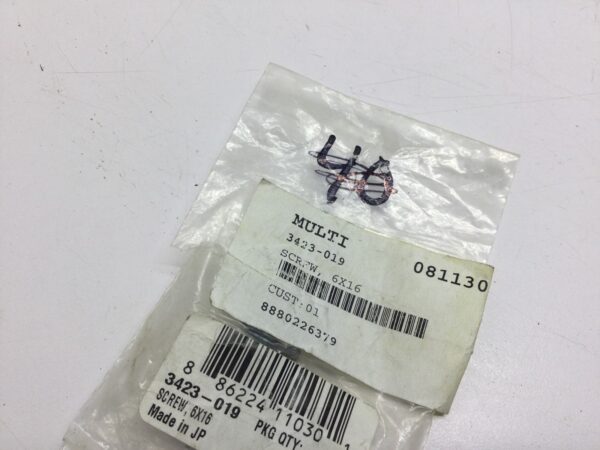 40
MULTI
3423-019
081130
SCREW, 6X16
CUST:01
8880226379
8 86224 11030 1
3423-019
SCREW, 6X16 PKG QTY:
Made in JP